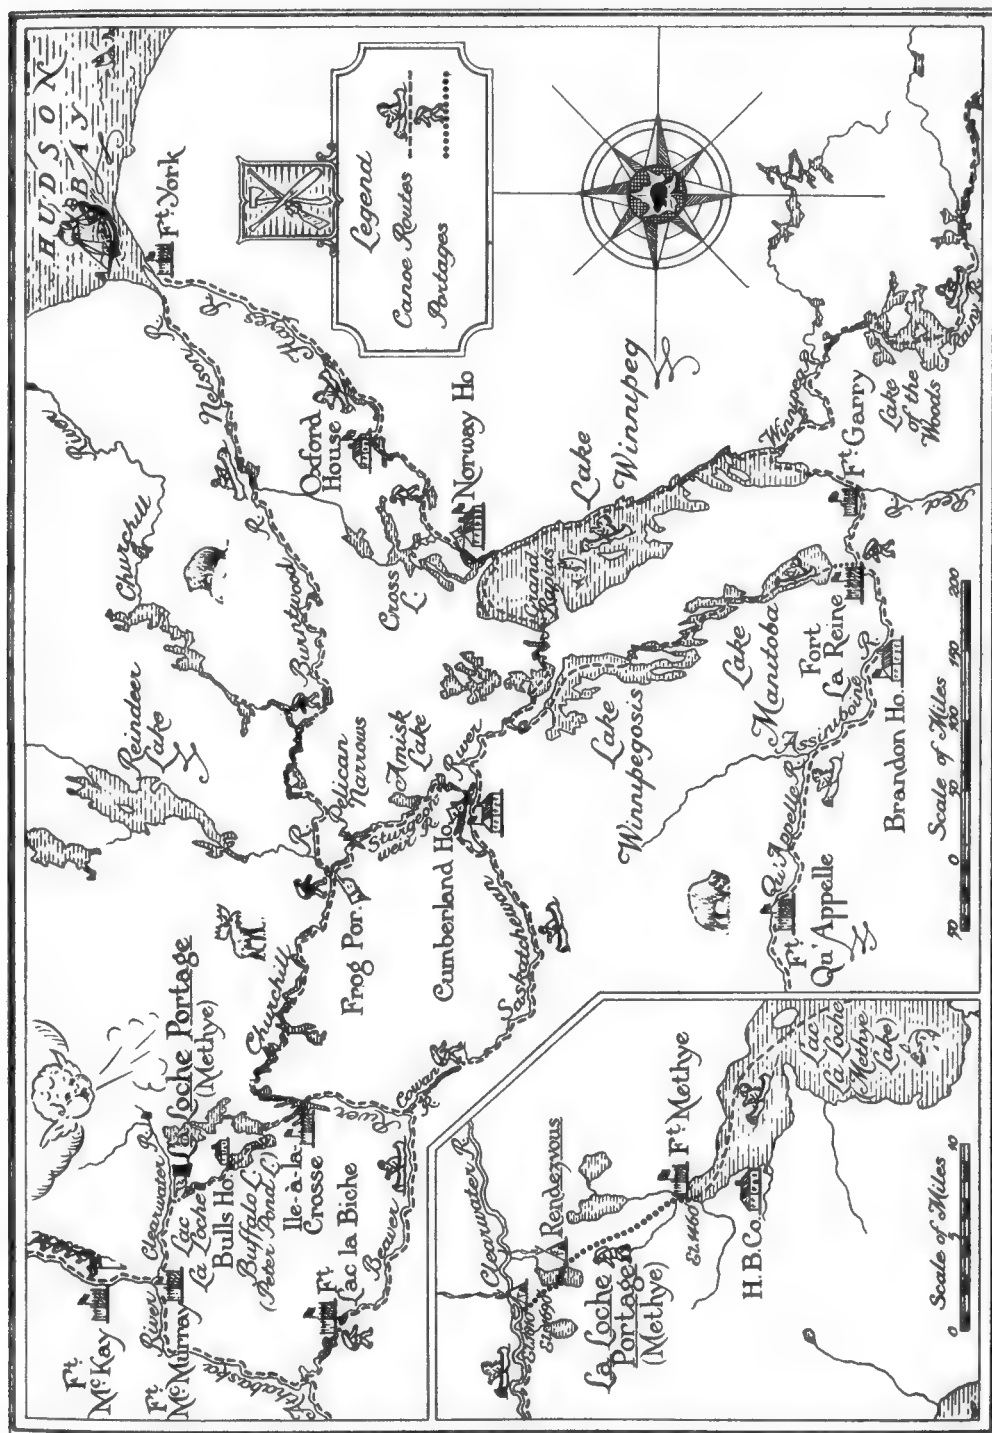 HUDSON
BAY
Ft. York
Legend
Canoe Routes
Portages
Nelson R.
Hayes R.
River
Churchill
Reindeer
Lake
Oxford
House
Norway Ho
Cross
L.
Burntwood R.
Pelican
Narrows
Amisk
Lake
Sturgeon
weir R.
River
Cumberland Ho.
Frog Por.
Churchill
Saskatchewan
Grand
Rapids
Lake
Winnipeg
Winnipeg R.
Lake
of the
Woods
Rainy R.
Ft. Garry
Red R.
Lake
Manitoba
Fort
La Reine
Lake
Winnipegosis
Assiniboine R.
Brandon Ho.
Qu'Appelle R.
Ft.
Qu'Appelle
Scale of Miles
50 0 50 100 150 200
La Loche Portage
(Methye)
Clearwater R.
Lac
La Loche
Bulls Ho.
Buffalo L.
(Peter Pond L.)
Ile-à-la-
Crosse
Ft.
Lac la Biche
Beaver
River
Cowan R.
Ft.
McKay
River
Ft.
McMurray
Athabaska
Clearwater R.
Rendezvous
La Loche
Portage
(Methye)
El. 1460
Ft. Methye
H.B.Co.
Lac
La Loche
Methye
Lake
Scale of Miles
0 5 10